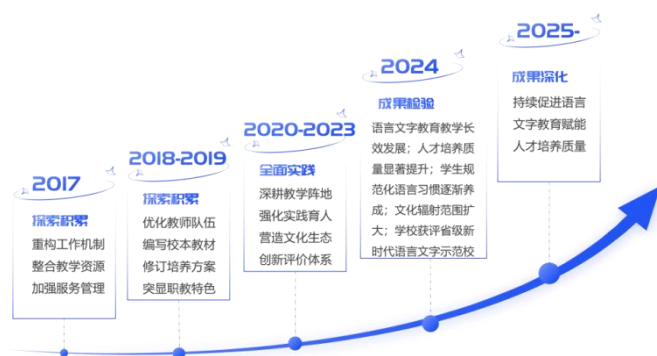 2017
探索积累
重构工作机制
整合教学资源
加强服务管理
2018-2019
探索积累
优化教师队伍
编写校本教材
修订培养方案
突显职教特色
2020-2023
全面实践
深耕教学阵地
强化实践育人
营造文化生态
创新评价体系
2024
成果检验
语言文字教育教学长
效发展；人才培养质
量显著提升；学生规
范化语言习惯逐渐养
成；文化辐射范围扩
大；学校获评省级新
时代语言文字示范校
2025-
成果深化
持续促进语言
文字教育赋能
人才培养质量